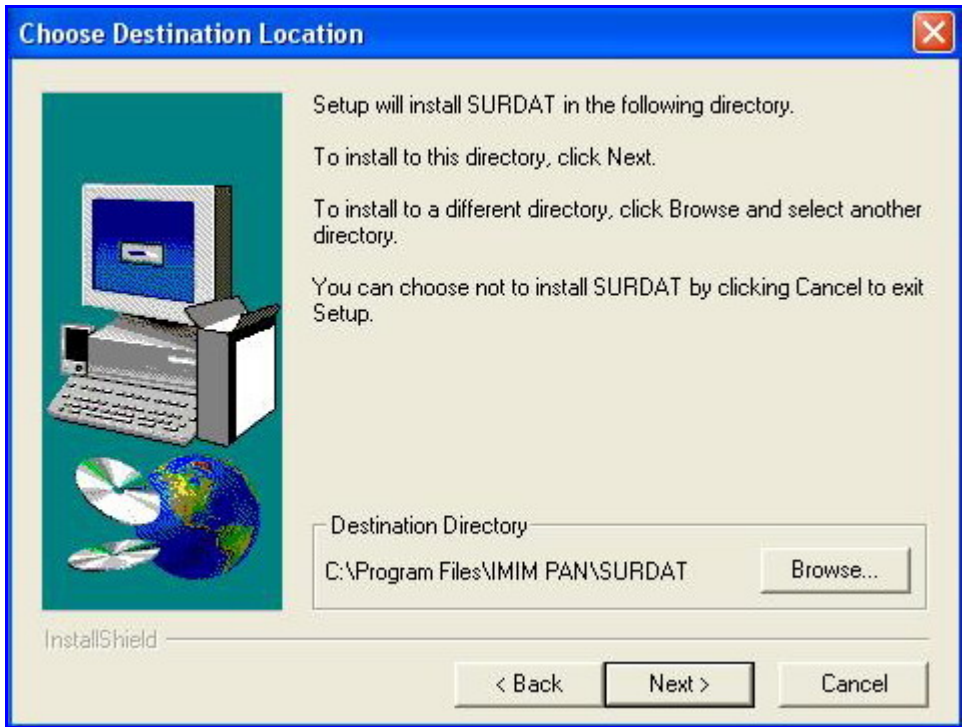 Choose Destination Location
Setup will install SURDAT in the following directory.
To install to this directory, click Next.
To install to a different directory, click Browse and select another
directory.
You can choose not to install SURDAT by clicking Cancel to exit
Setup.
Destination Directory
C:\Program Files\IMIM PAN\SURDAT
Browse...
InstallShield
< Back
Next >
Cancel